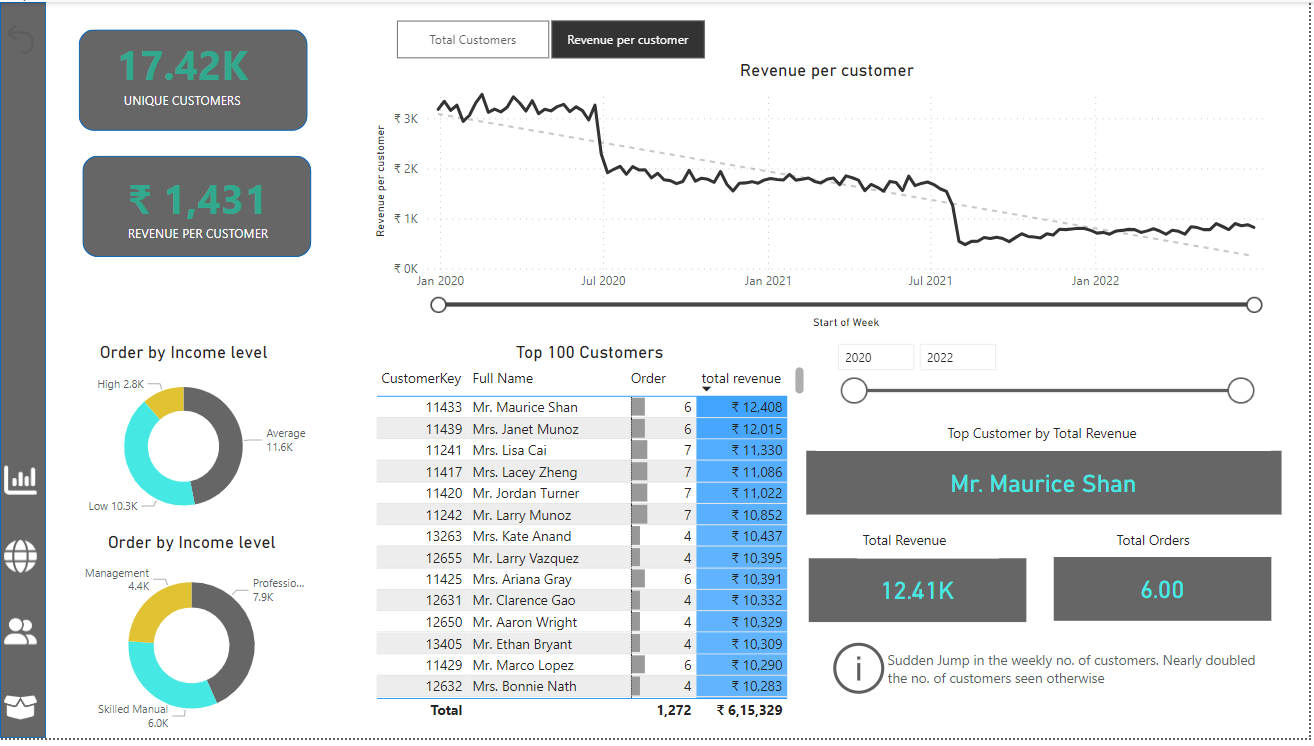 17.42K
UNIQUE CUSTOMERS
₹ 1,431
REVENUE PER CUSTOMER
Total Customers
Revenue per customer
Revenue per customer
Revenue per customer
₹ 3K
₹ 2K
₹ 1K
₹ 0K
Jan 2020
Jul 2020
Jan 2021
Jul 2021
Jan 2022
Start of Week
Order by Income level
High 2.8K
Average
11.6K
Low 10.3K
Order by Income level
Management
4.4K
Professio...
7.9K
Skilled Manual
6.0K
Top 100 Customers
CustomerKey Full Name Order total revenue
11433 Mr. Maurice Shan 6 ₹ 12,408
11439 Mrs. Janet Munoz 6 ₹ 12,015
11241 Mrs. Lisa Cai 7 ₹ 11,330
11417 Mrs. Lacey Zheng 7 ₹ 11,086
11420 Mr. Jordan Turner 7 ₹ 11,022
11242 Mr. Larry Munoz 7 ₹ 10,852
13263 Mrs. Kate Anand 4 ₹ 10,437
12655 Mr. Larry Vazquez 4 ₹ 10,395
11425 Mrs. Ariana Gray 6 ₹ 10,391
12631 Mr. Clarence Gao 4 ₹ 10,332
12650 Mr. Aaron Wright 4 ₹ 10,329
13405 Mr. Ethan Bryant 4 ₹ 10,309
11429 Mr. Marco Lopez 6 ₹ 10,290
12632 Mrs. Bonnie Nath 4 ₹ 10,283
Total 1,272 ₹ 6,15,329
2020
2022
Top Customer by Total Revenue
Mr. Maurice Shan
Total Revenue
12.41K
Total Orders
6.00
i
Sudden Jump in the weekly no. of customers. Nearly doubled
the no. of customers seen otherwise